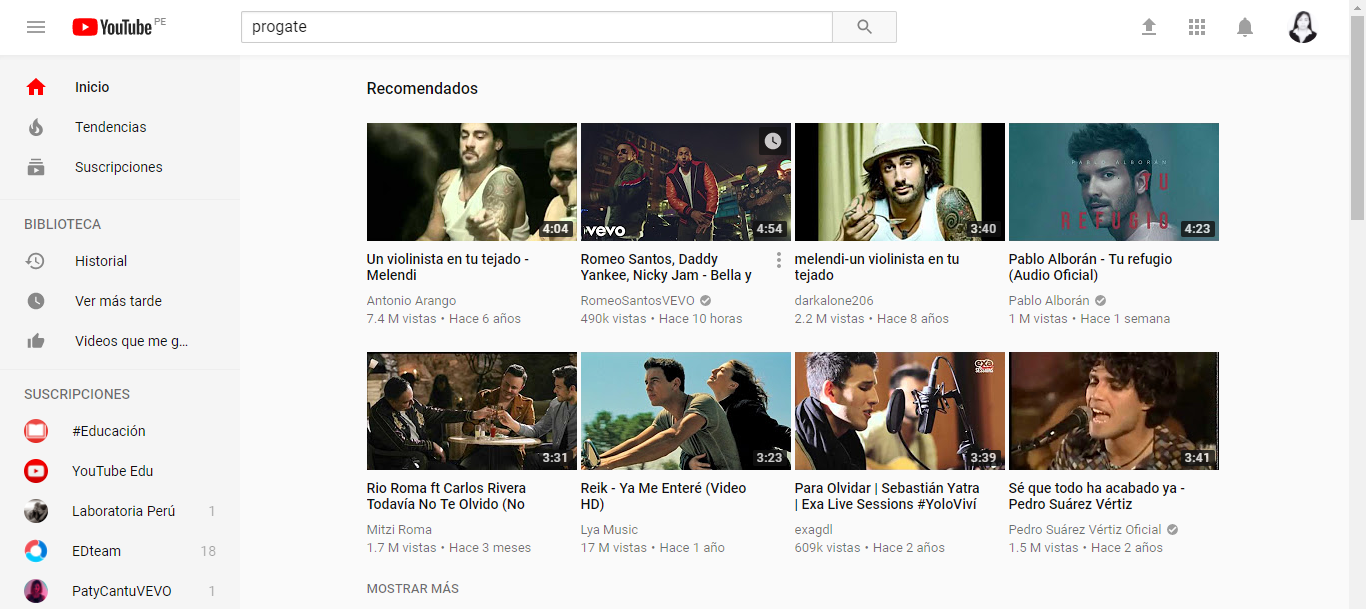 YouTube PE
progate
Inicio
Tendencias
Suscripciones
BIBLIOTECA
Historial
Ver más tarde
Videos que me g...
SUSCRIPCIONES
#Educación
YouTube Edu
Laboratoria Perú 1
EDteam 18
PatyCantuVEVO 1
Recomendados
4:04
vevo
4:54
3:40
PABLO ALBORÁN
TU
REFUGIO
4:23
Un violinista en tu tejado -
Melendi
Antonio Arango
7.4 M vistas • Hace 6 años
Romeo Santos, Daddy
Yankee, Nicky Jam - Bella y
RomeoSantosVEVO
490k vistas • Hace 10 horas
melendi-un violinista en tu
tejado
darkalone206
2.2 M vistas • Hace 8 años
Pablo Alborán - Tu refugio
(Audio Oficial)
Pablo Alborán
1 M vistas • Hace 1 semana
3:31
3:23
exa
SESSIONS
3:39
3:41
Rio Roma ft Carlos Rivera
Todavía No Te Olvido (No
Mitzi Roma
1.7 M vistas • Hace 3 meses
Reik - Ya Me Enteré (Video
HD)
Lya Music
17 M vistas • Hace 1 año
Para Olvidar | Sebastián Yatra
| Exa Live Sessions #YoloViví
exagdl
609k vistas • Hace 2 años
Sé que todo ha acabado ya -
Pedro Suárez Vértiz
Pedro Suárez Vértiz Oficial
1.5 M vistas • Hace 2 años
MOSTRAR MÁS